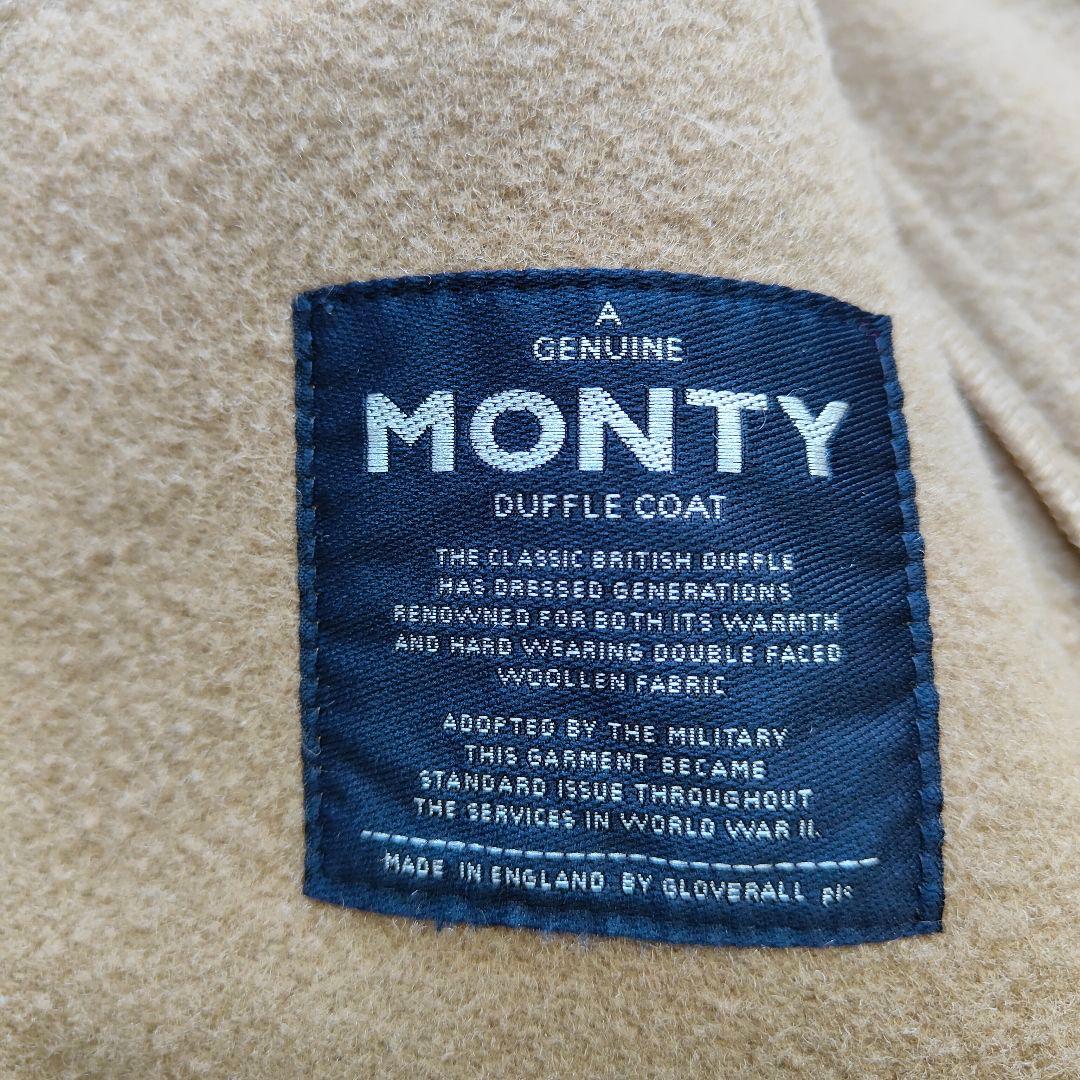 A
GENUINE
MONTY
DUFFLE COAT
THE CLASSIC BRITISH DUFFLE
HAS DRESSED GENERATIONS
RENOWNED FOR BOTH ITS WARMTH
AND HARD WEARING DOUBLE FACED
WOOLLEN FABRIC
ADOPTED BY THE MILITARY
THIS GARMENT BECAME
STANDARD ISSUE THROUGHOUT
THE SERVICES IN WORLD WAR II.
MADE IN ENGLAND BY GLOVERALL plc